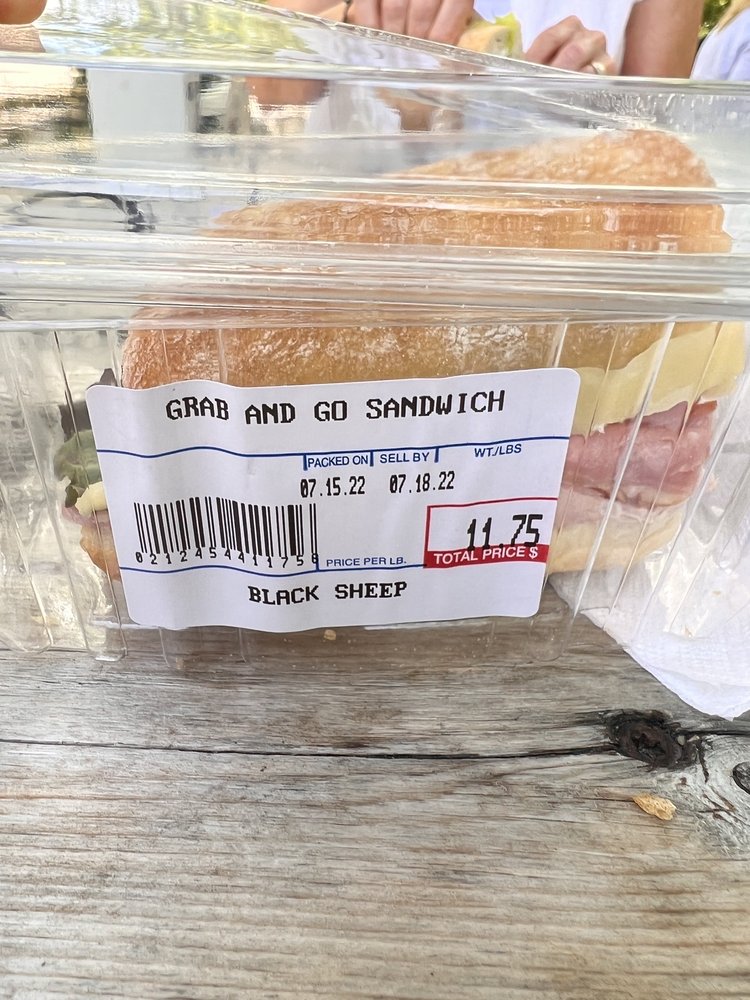 GRAB AND GO SANDWICH
PACKED ON SELL BY WT./LBS
07.15.22 07.18.22
11.75
0212454411758
PRICE PER LB. TOTAL PRICE $
BLACK SHEEP